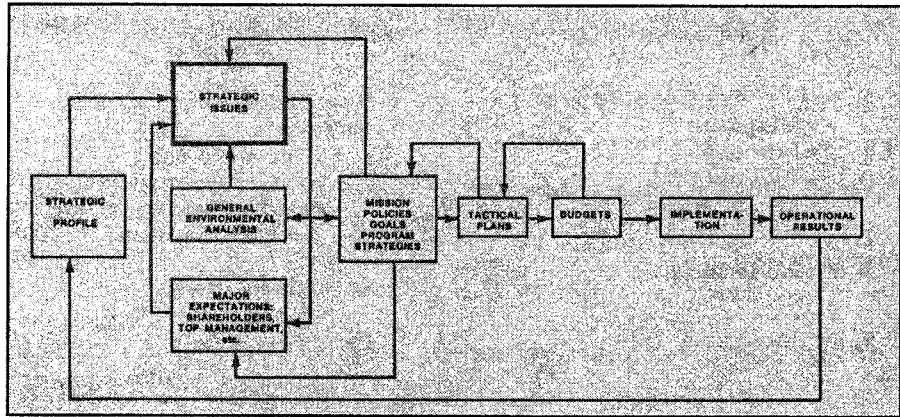 STRATEGIC
ISSUES
STRATEGIC
PROFILE
GENERAL
ENVIRONMENTAL
ANALYSIS
MAJOR
EXPECTATIONS:
SHAREHOLDERS,
TOP MANAGEMENT,
etc.
MISSION
POLICIES
GOALS
PROGRAM
STRATEGIES
TACTICAL
PLANS
BUDGETS
IMPLEMENTA-
TION
OPERATIONAL
RESULTS